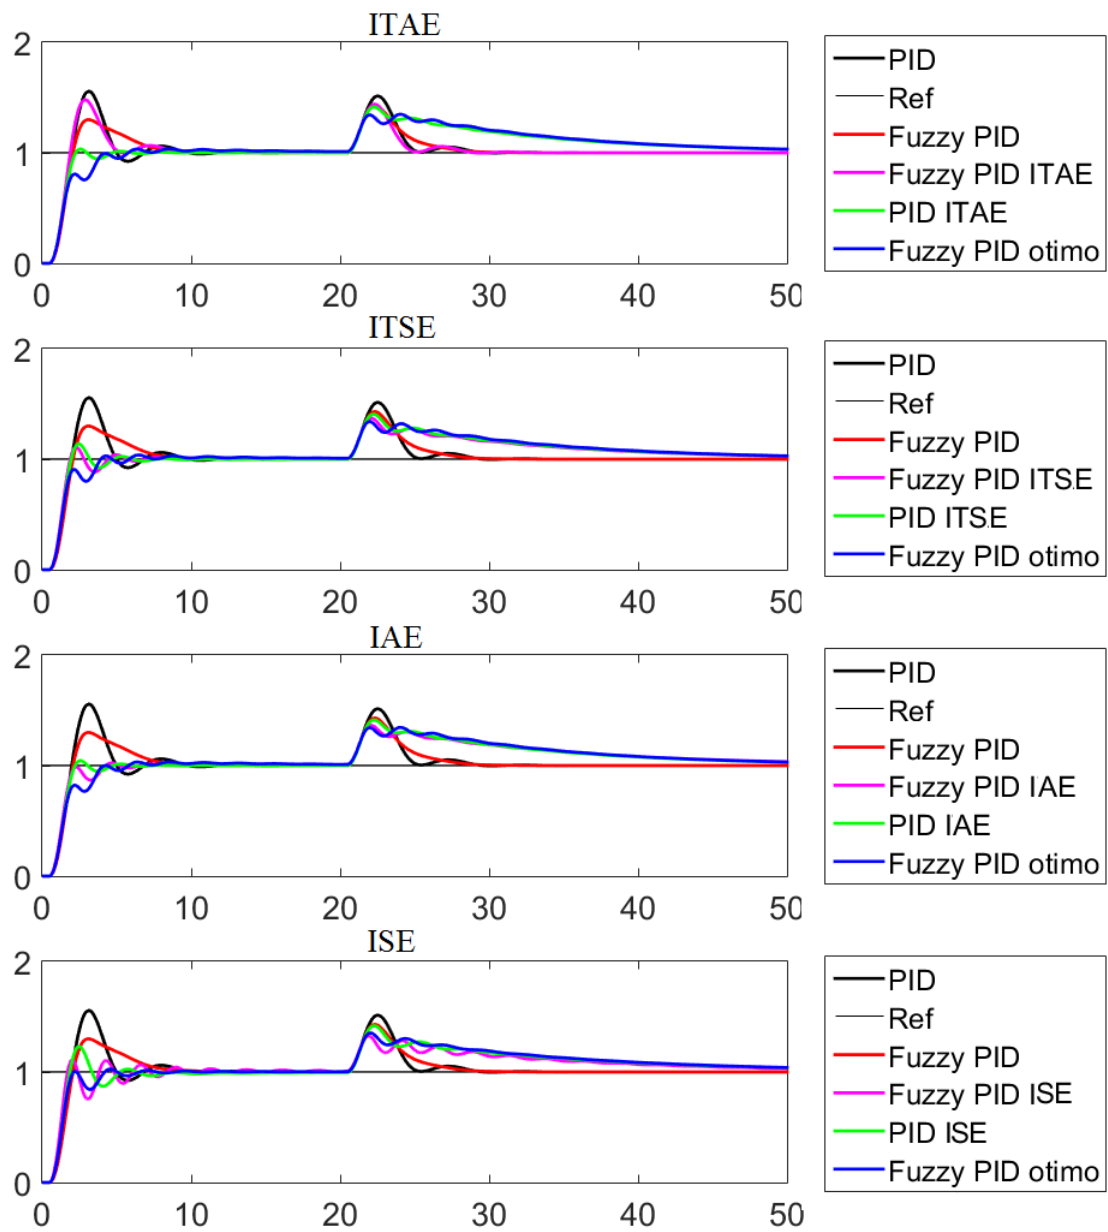 ITAE
2
1
0
0 10 20 30 40 50
PID
Ref
Fuzzy PID
Fuzzy PID ITAE
PID ITAE
Fuzzy PID otimo
ITSE
2
1
0
0 10 20 30 40 50
PID
Ref
Fuzzy PID
Fuzzy PID ITSE
PID ITSE
Fuzzy PID otimo
IAE
2
1
0
0 10 20 30 40 50
PID
Ref
Fuzzy PID
Fuzzy PID IAE
PID IAE
Fuzzy PID otimo
ISE
2
1
0
0 10 20 30 40 50
PID
Ref
Fuzzy PID
Fuzzy PID ISE
PID ISE
Fuzzy PID otimo